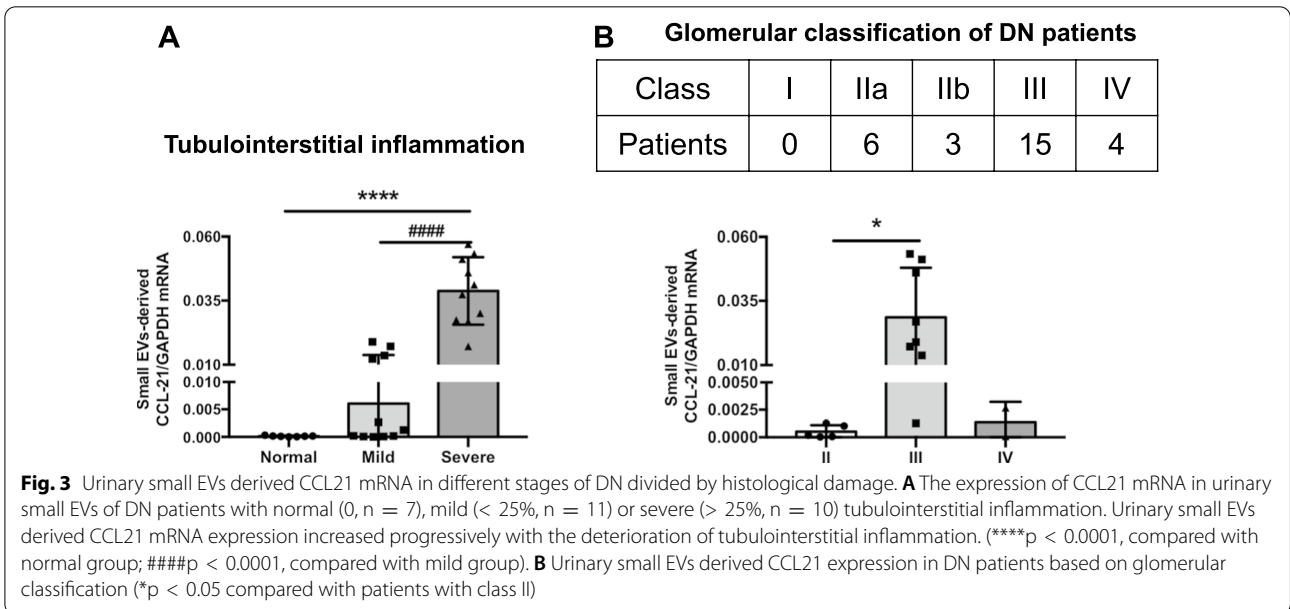 A
Tubulointerstitial inflammation
****
####
Small EVs-derived
CCL-21/GAPDH mRNA
0.060
0.035
0.010
0.010
0.005
0.000
Normal Mild Severe
B Glomerular classification of DN patients
Class I IIa IIb III IV
Patients 0 6 3 15 4
*
Small EVs-derived
CCL-21/GAPDH mRNA
0.060
0.035
0.010
0.0050
0.0025
0.0000
II III IV
Fig. 3 Urinary small EVs derived CCL21 mRNA in different stages of DN divided by histological damage. A The expression of CCL21 mRNA in urinary
small EVs of DN patients with normal (0, n = 7), mild (< 25%, n = 11) or severe (> 25%, n = 10) tubulointerstitial inflammation. Urinary small EVs
derived CCL21 mRNA expression increased progressively with the deterioration of tubulointerstitial inflammation. (****p < 0.0001, compared with
normal group; ####p < 0.0001, compared with mild group). B Urinary small EVs derived CCL21 expression in DN patients based on glomerular
classification (*p < 0.05 compared with patients with class II)